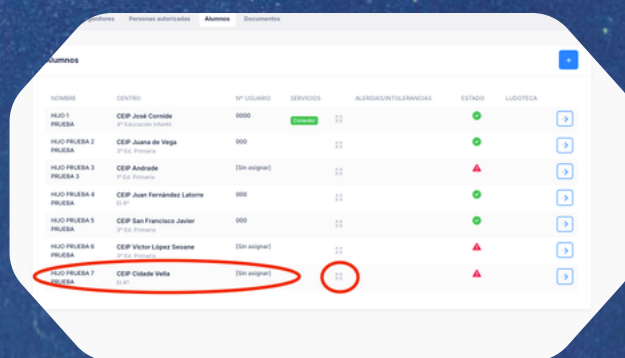 Personas autorizadas Alumnos Documentos
Alumnos
+
NOMBRE CENTRO Nº USUARIO SERVICIOS ALERGIAS/INTOLERANCIAS ESTADO LUDOTECA
HIJO 1 CEIP José Cornide 0000
PRUEBA 4º Educación Infantil Comedor
HIJO PRUEBA 2 CEIP Juana de Vega 000
PRUEBA 3º Ed. Primaria
HIJO PRUEBA 3 CEIP Andrade [Sin asignar]
PRUEBA 3 1º Ed. Primaria
HIJO PRUEBA 4 CEIP Juan Fernández Latorre 000
PRUEBA EI 4º
HIJO PRUEBA 5 CEIP San Francisco Javier 000
PRUEBA 3º Ed. Primaria
HIJO PRUEBA 6 CEIP Víctor López Seoane [Sin asignar]
PRUEBA 3º Ed. Primaria
HIJO PRUEBA 7 CEIP Cidade Vella [Sin asignar]
PRUEBA EI 4º